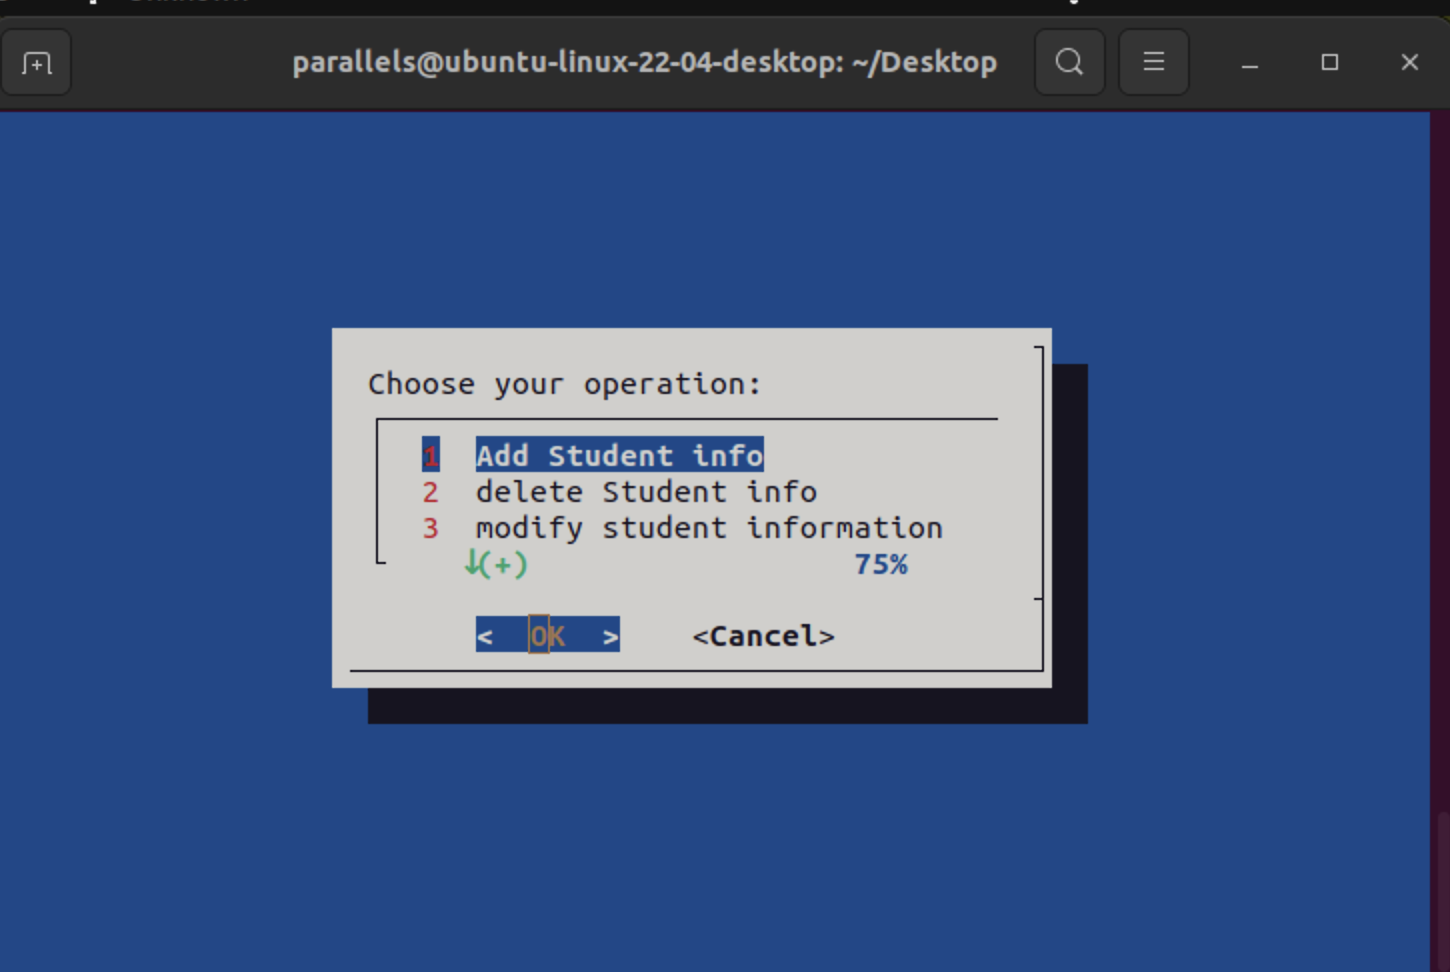 parallels@ubuntu-linux-22-04-desktop: ~/Desktop
Choose your operation:
1 Add Student info
2 delete Student info
3 modify student information
↓(+) 75%
< OK > <Cancel>